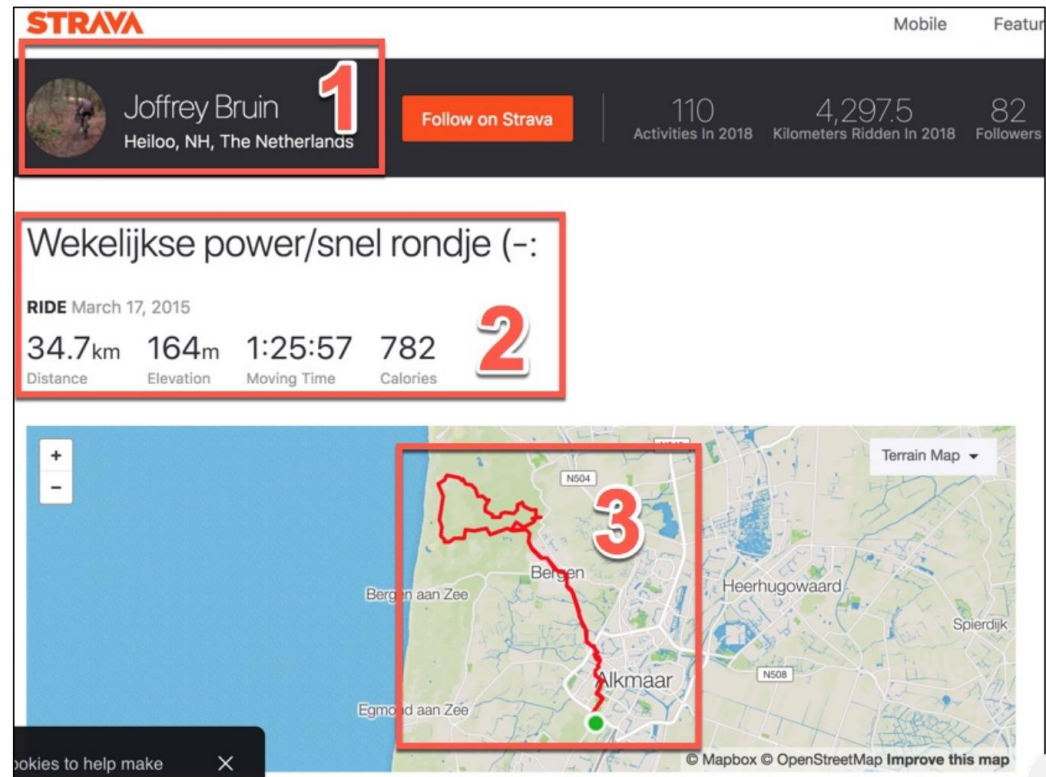 STRAVA
Mobile
Featur
1
Joffrey Bruin
Heiloo, NH, The Netherlands
Follow on Strava
110
Activities In 2018
4,297.5
Kilometers Ridden In 2018
82
Followers
Wekelijkse power/snel rondje (-:
RIDE March 17, 2015
34.7km 164m 1:25:57 782
Distance Elevation Moving Time Calories
2
+
−
Terrain Map
N504
3
Bergen
Bergen aan Zee
Heerhugowaard
Spierdijk
Alkmaar
N508
Egmond aan Zee
ookies to help make
© Mapbox © OpenStreetMap Improve this map